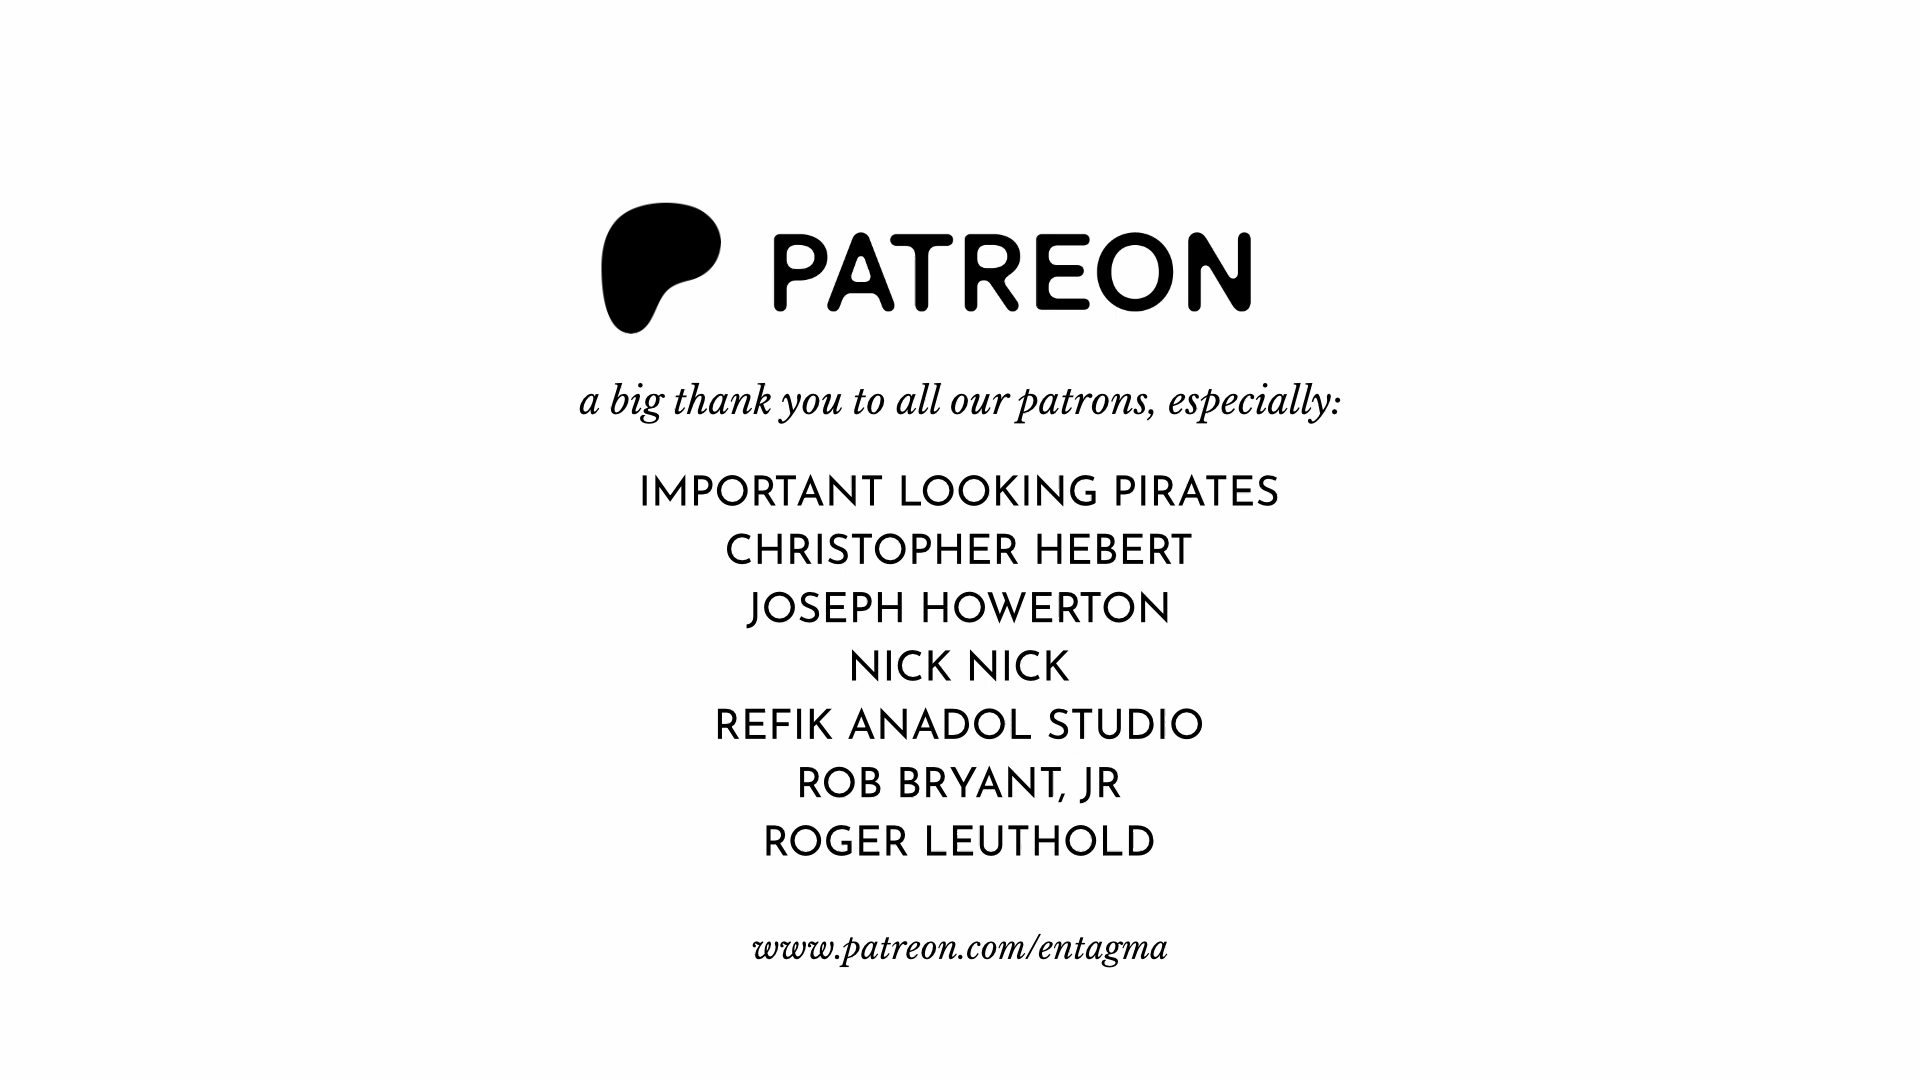 PATREON
a big thank you to all our patrons, especially:
IMPORTANT LOOKING PIRATES
CHRISTOPHER HEBERT
JOSEPH HOWERTON
NICK NICK
REFIK ANADOL STUDIO
ROB BRYANT, JR
ROGER LEUTHOLD
www.patreon.com/entagma